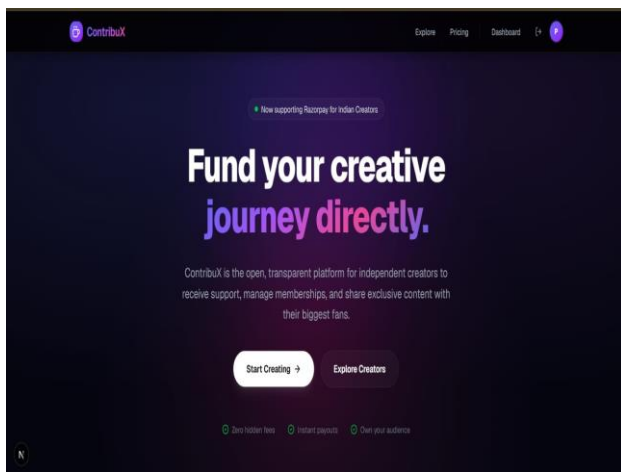 ContribuX
Explore Pricing Dashboard P
Now supporting Razorpay for Indian Creators
Fund your creative
journey directly.
ContribuX is the open, transparent platform for independent creators to
receive support, manage memberships, and share exclusive content with
their biggest fans.
Start Creating → Explore Creators
Zero hidden fees Instant payouts Own your audience
N